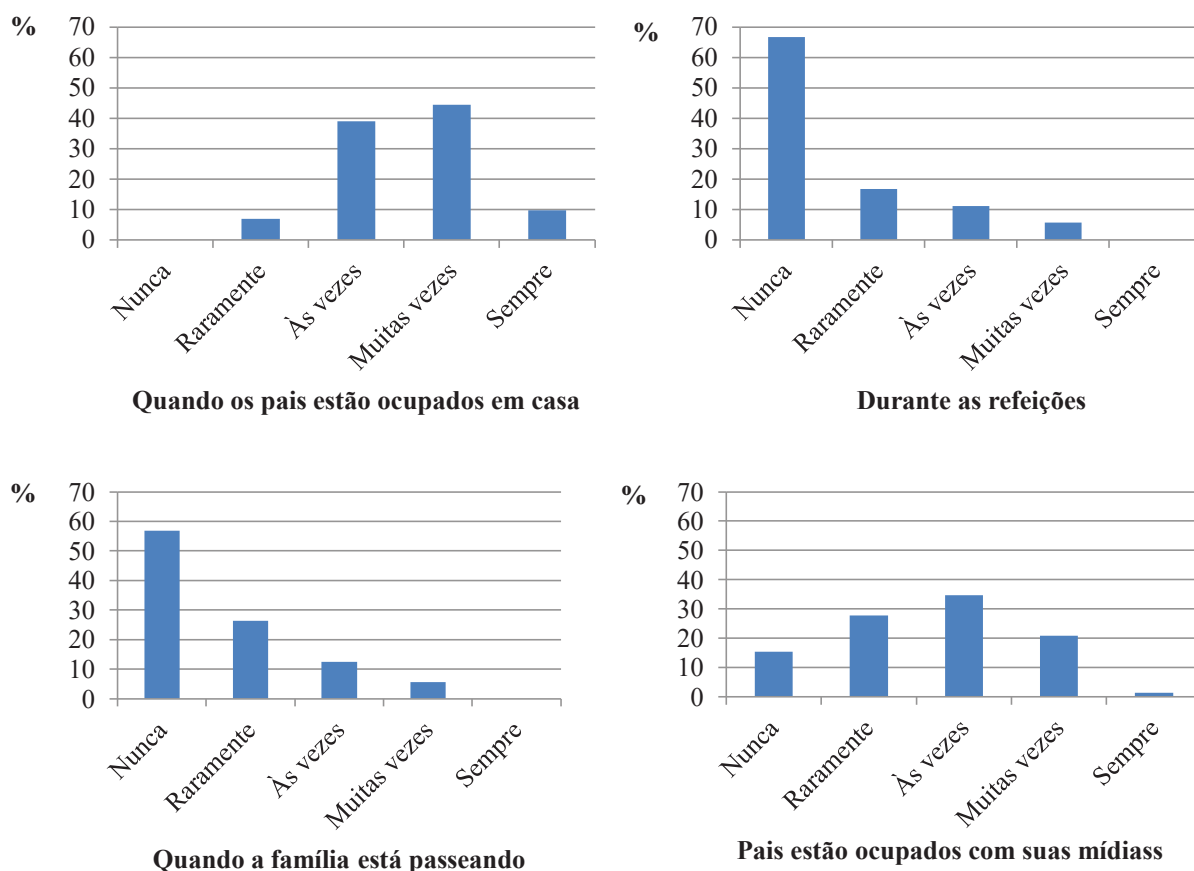 %
70
60
50
40
30
20
10
0
Nunca
Raramente
Às vezes
Muitas vezes
Sempre
Quando os pais estão ocupados em casa
%
70
60
50
40
30
20
10
0
Nunca
Raramente
Às vezes
Muitas vezes
Sempre
Durante as refeições
%
70
60
50
40
30
20
10
0
Nunca
Raramente
Às vezes
Muitas vezes
Sempre
Quando a família está passeando
%
70
60
50
40
30
20
10
0
Nunca
Raramente
Às vezes
Muitas vezes
Sempre
Pais estão ocupados com suas mídiass